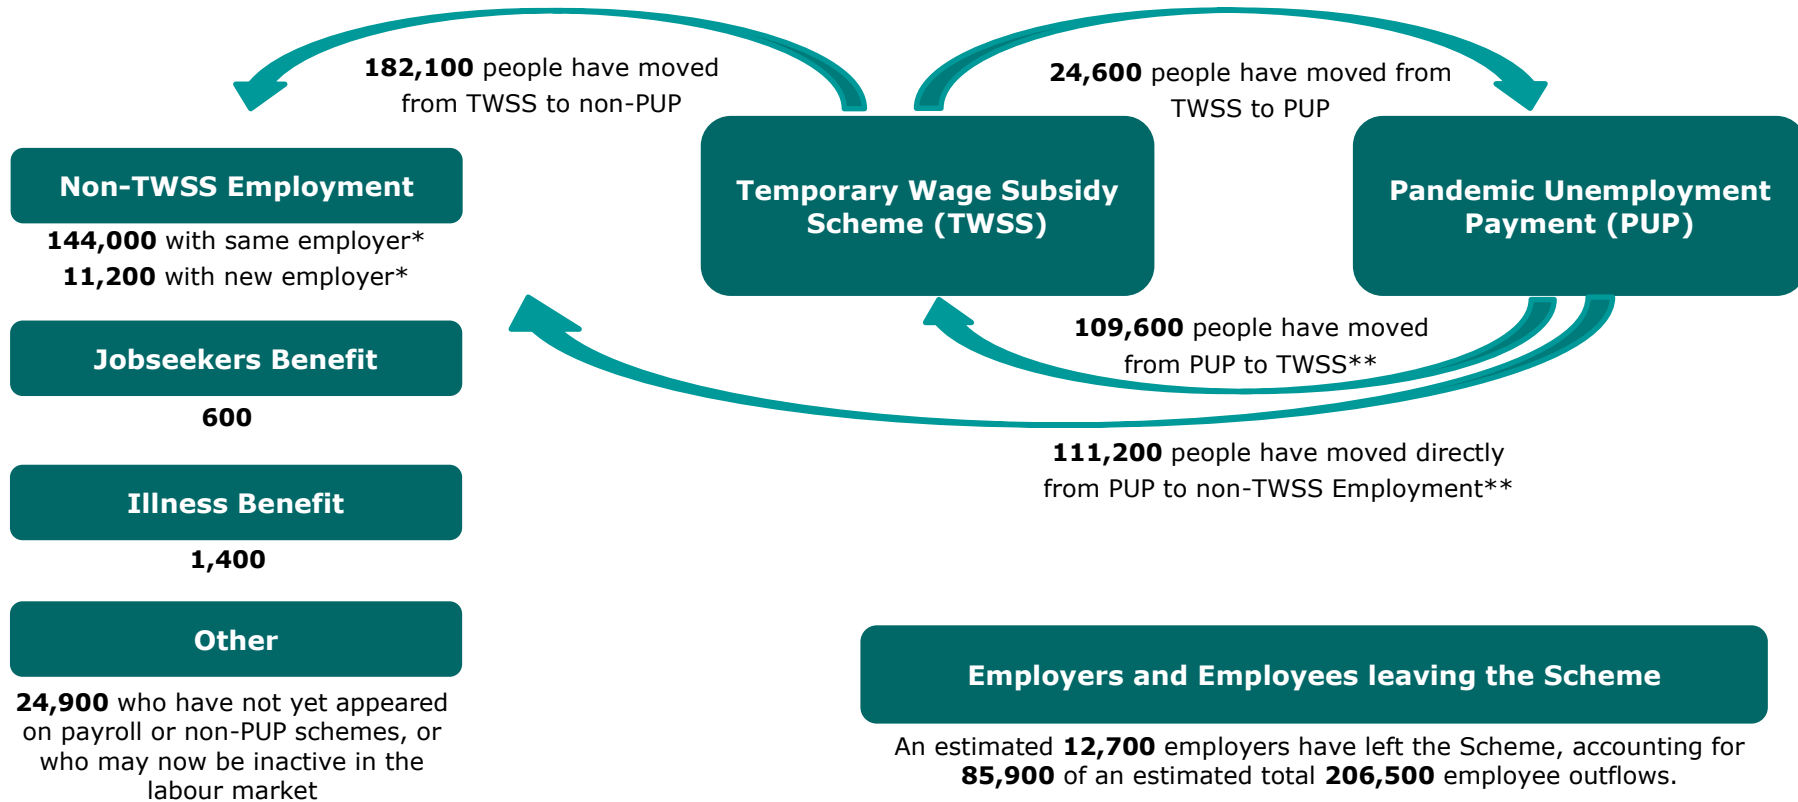 182,100 people have moved
from TWSS to non-PUP
24,600 people have moved from
TWSS to PUP
Non-TWSS Employment
144,000 with same employer*
11,200 with new employer*
Temporary Wage Subsidy
Scheme (TWSS)
Pandemic Unemployment
Payment (PUP)
109,600 people have moved
from PUP to TWSS**
Jobseekers Benefit
600
111,200 people have moved directly
from PUP to non-TWSS Employment**
Illness Benefit
1,400
Other
24,900 who have not yet appeared
on payroll or non-PUP schemes, or
who may now be inactive in the
labour market
Employers and Employees leaving the Scheme
An estimated 12,700 employers have left the Scheme, accounting for
85,900 of an estimated total 206,500 employee outflows.